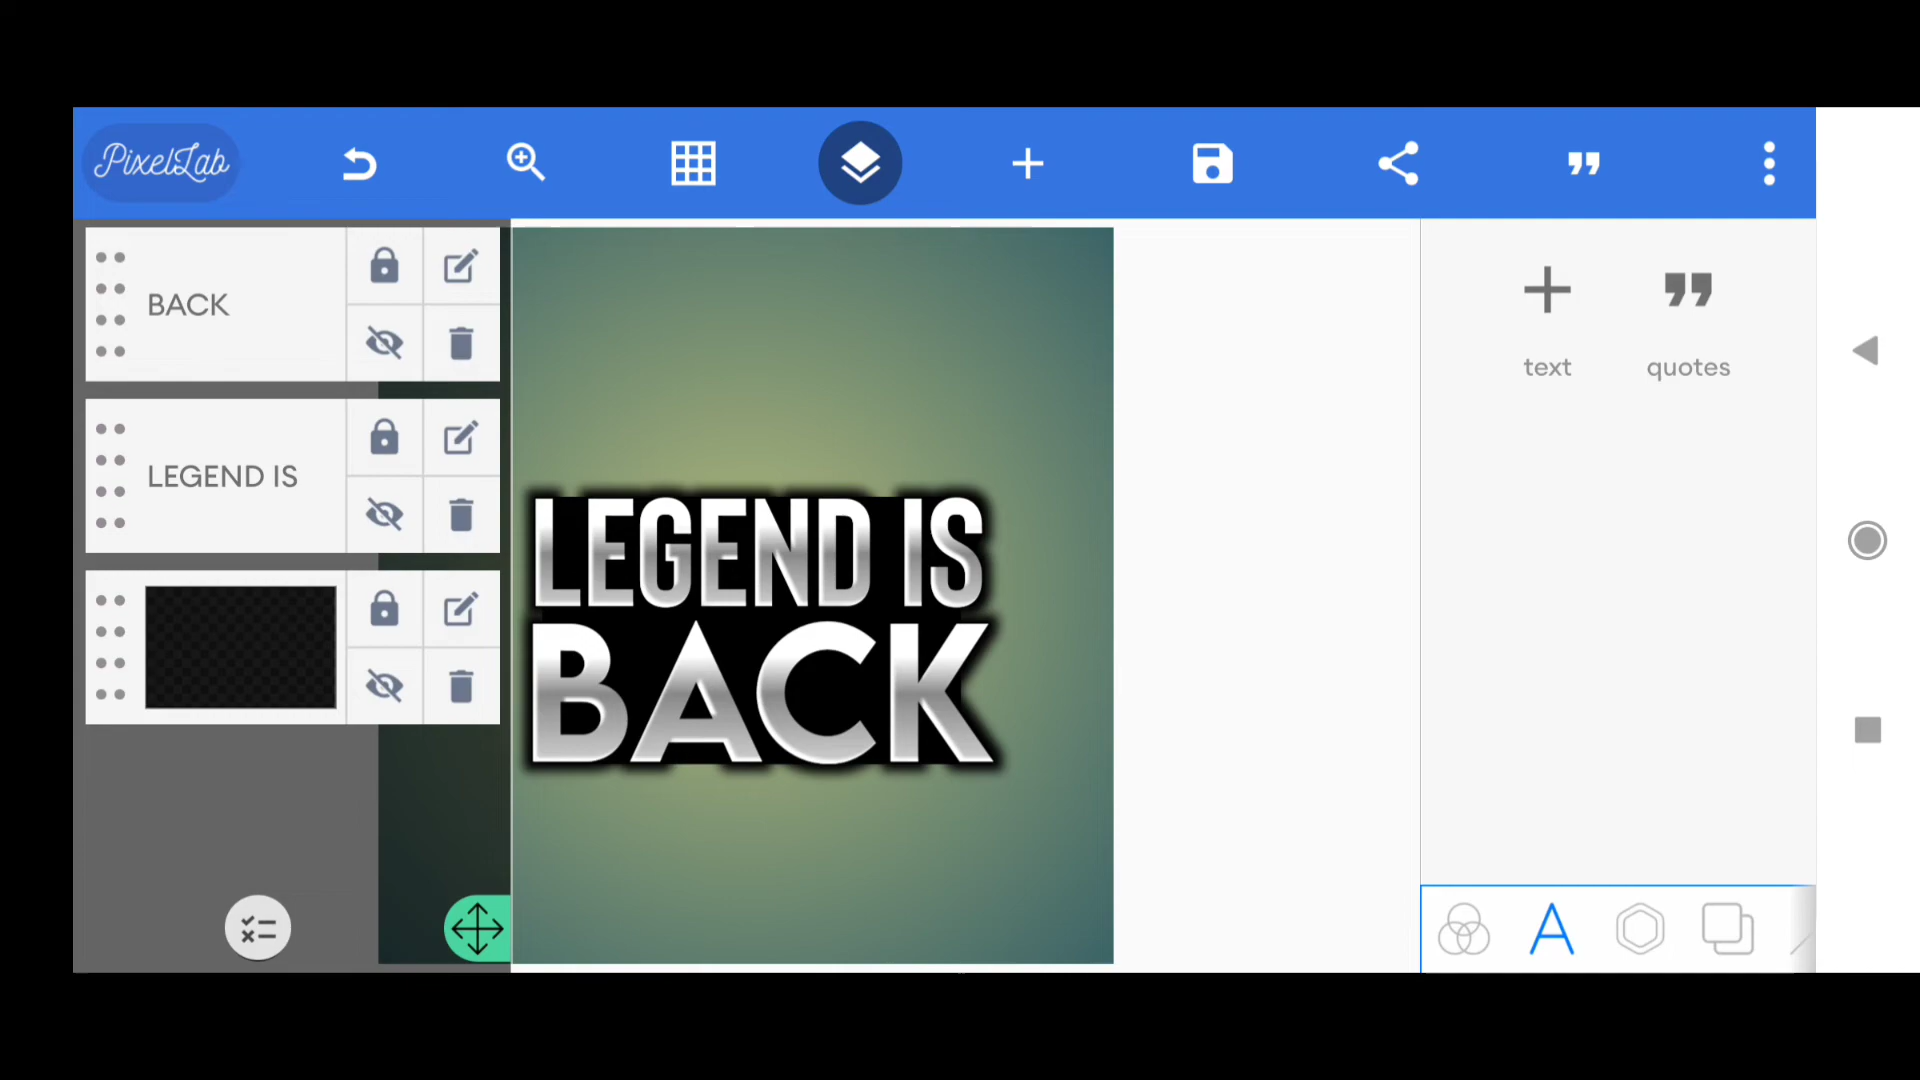 PixelLab
BACK
LEGEND IS
LEGEND IS
BACK
text
quotes